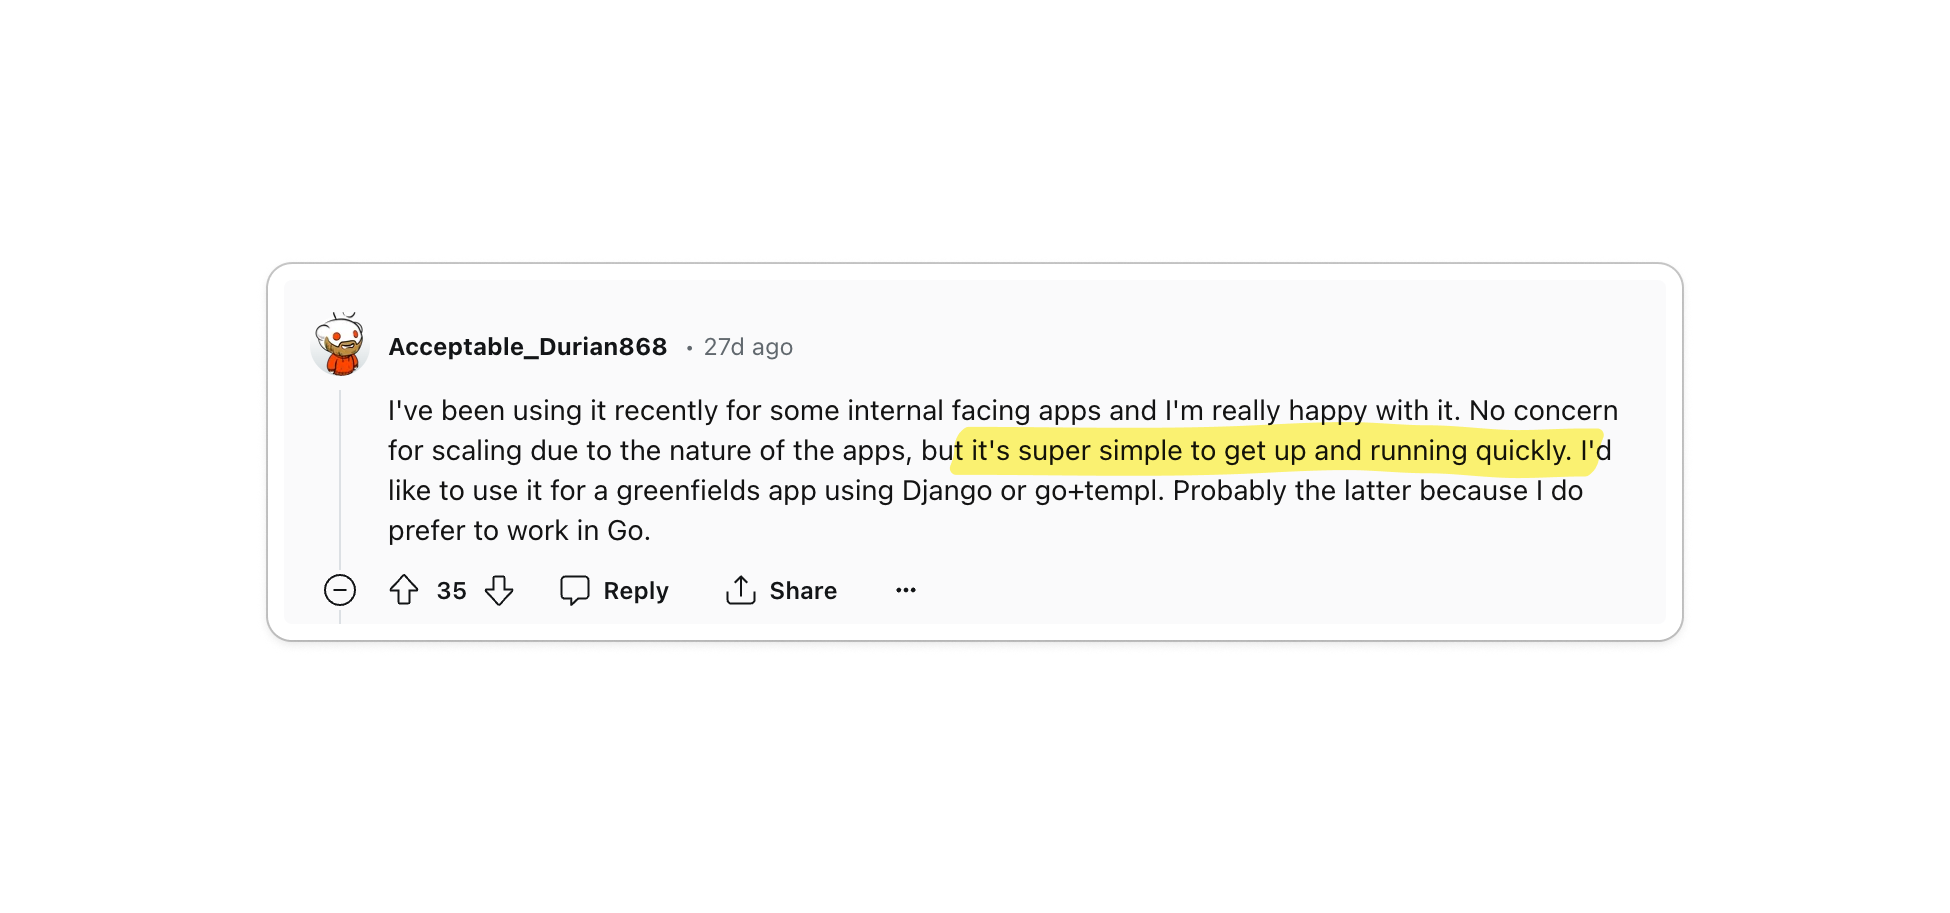 Acceptable_Durian868 • 27d ago
I've been using it recently for some internal facing apps and I'm really happy with it. No concern
for scaling due to the nature of the apps, but it's super simple to get up and running quickly. I'd
like to use it for a greenfields app using Django or go+templ. Probably the latter because I do
prefer to work in Go.
35 Reply Share ...